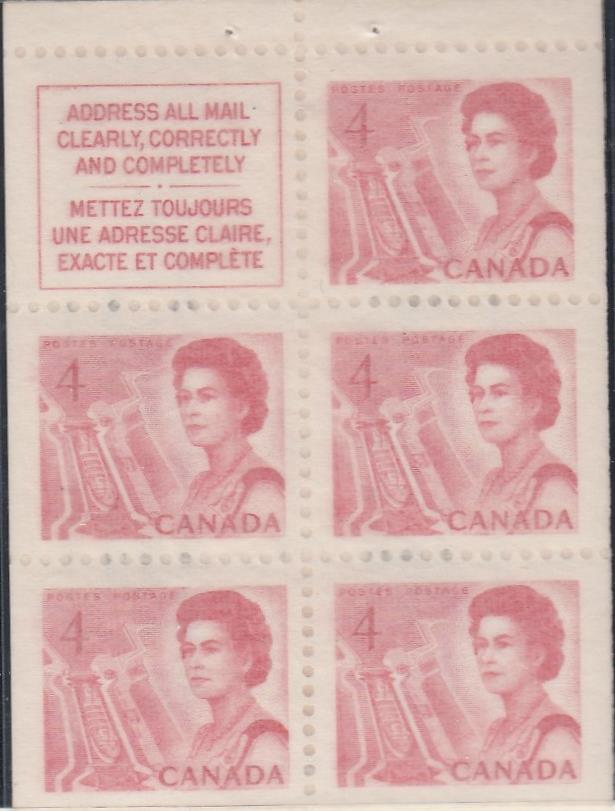 ADDRESS ALL MAIL
CLEARLY, CORRECTLY
AND COMPLETELY
METTEZ TOUJOURS
UNE ADRESSE CLAIRE,
EXACTE ET COMPLÈTE
POSTES POSTAGE
4
CANADA
POSTES POSTAGE
4
CANADA
POSTES POSTAGE
4
CANADA
POSTES POSTAGE
4
CANADA
POSTES POSTAGE
4
CANADA